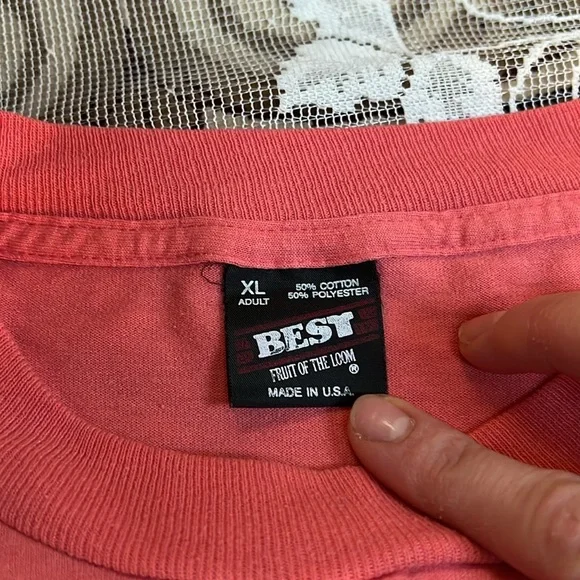 XL 50% COTTON
ADULT 50% POLYESTER
BEST
FRUIT OF THE LOOM ®
MADE IN U.S.A.